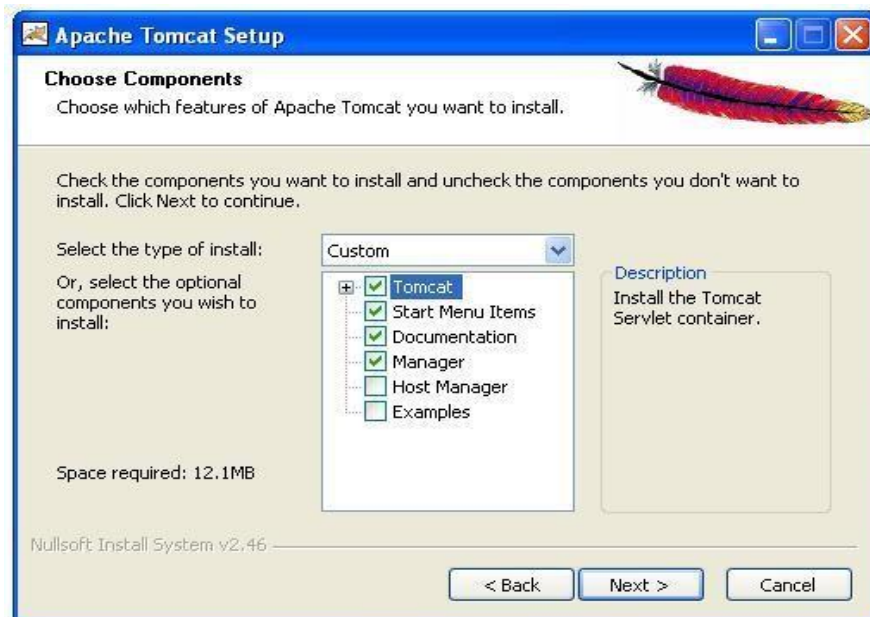 Apache Tomcat Setup
Choose Components
Choose which features of Apache Tomcat you want to install.
Check the components you want to install and uncheck the components you don't want to
install. Click Next to continue.
Select the type of install:
Custom
Or, select the optional
components you wish to
install:
Tomcat
Start Menu Items
Documentation
Manager
Host Manager
Examples
Description
Install the Tomcat
Servlet container.
Space required: 12.1MB
Nullsoft Install System v2.46
< Back
Next >
Cancel